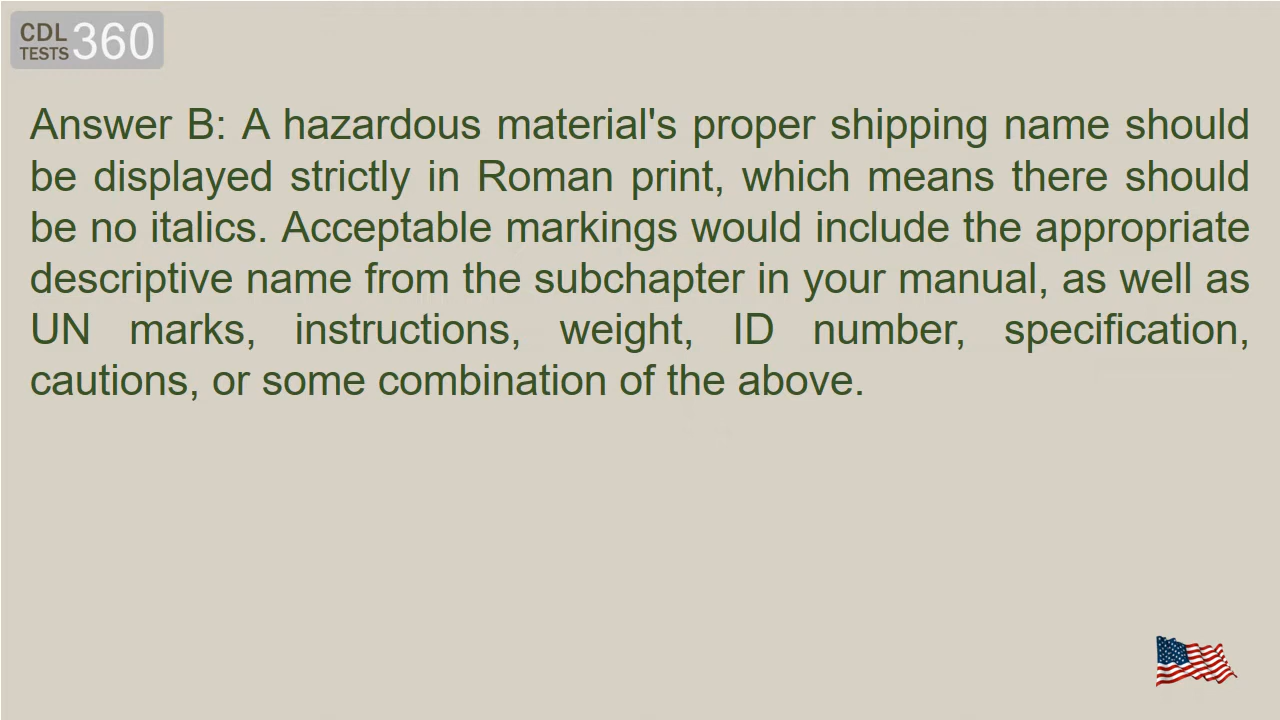 CDL
TESTS 360
Answer B: A hazardous material's proper shipping name should
be displayed strictly in Roman print, which means there should
be no italics. Acceptable markings would include the appropriate
descriptive name from the subchapter in your manual, as well as
UN marks, instructions, weight, ID number, specification,
cautions, or some combination of the above.